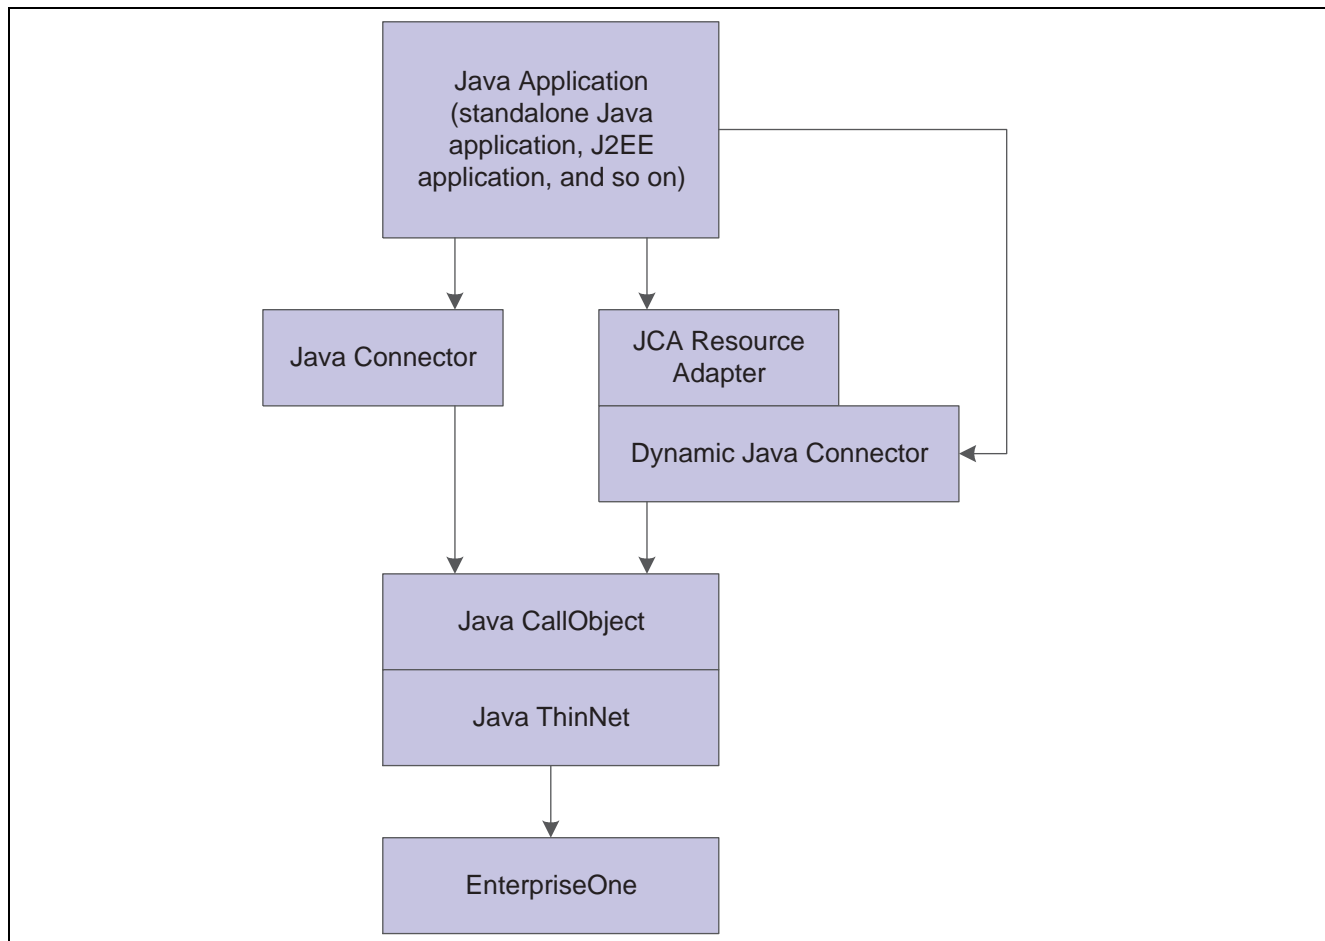 Java Application
(standalone Java
application, J2EE
application, and so on)
Java Connector
JCA Resource
Adapter
Dynamic Java Connector
Java CallObject
Java ThinNet
EnterpriseOne